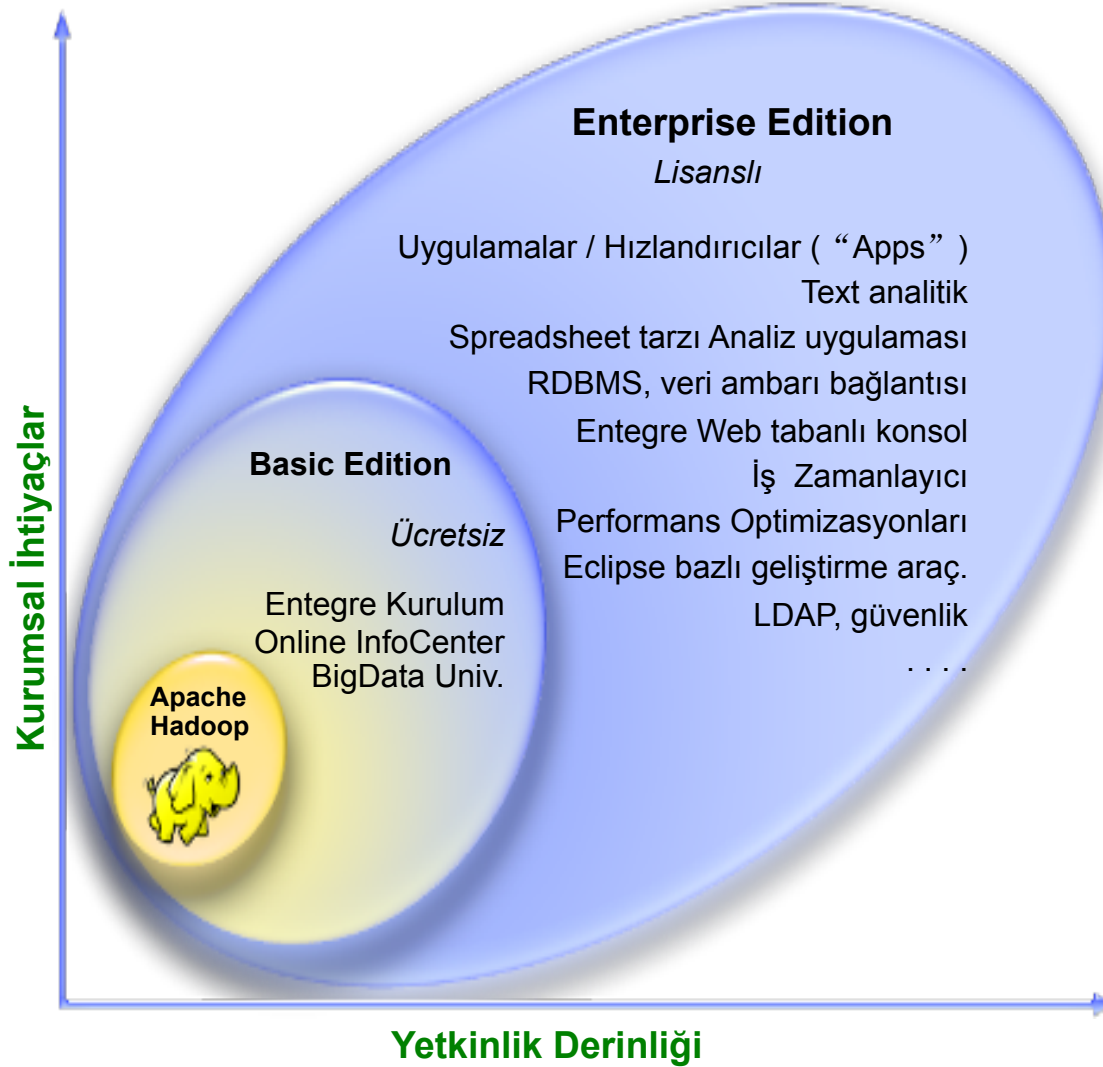 Enterprise Edition
Lisanslı
Uygulamalar / Hızlandırıcılar ( “Apps” )
Text analitik
Spreadsheet tarzı Analiz uygulaması
RDBMS, veri ambarı bağlantısı
Entegre Web tabanlı konsol
İş Zamanlayıcı
Performans Optimizasyonları
Eclipse bazlı geliştirme araç.
LDAP, güvenlik
. . . .
Basic Edition
Ücretsiz
Entegre Kurulum
Online InfoCenter
BigData Univ.
Apache
Hadoop
Kurumsal İhtiyaçlar
Yetkinlik Derinliği